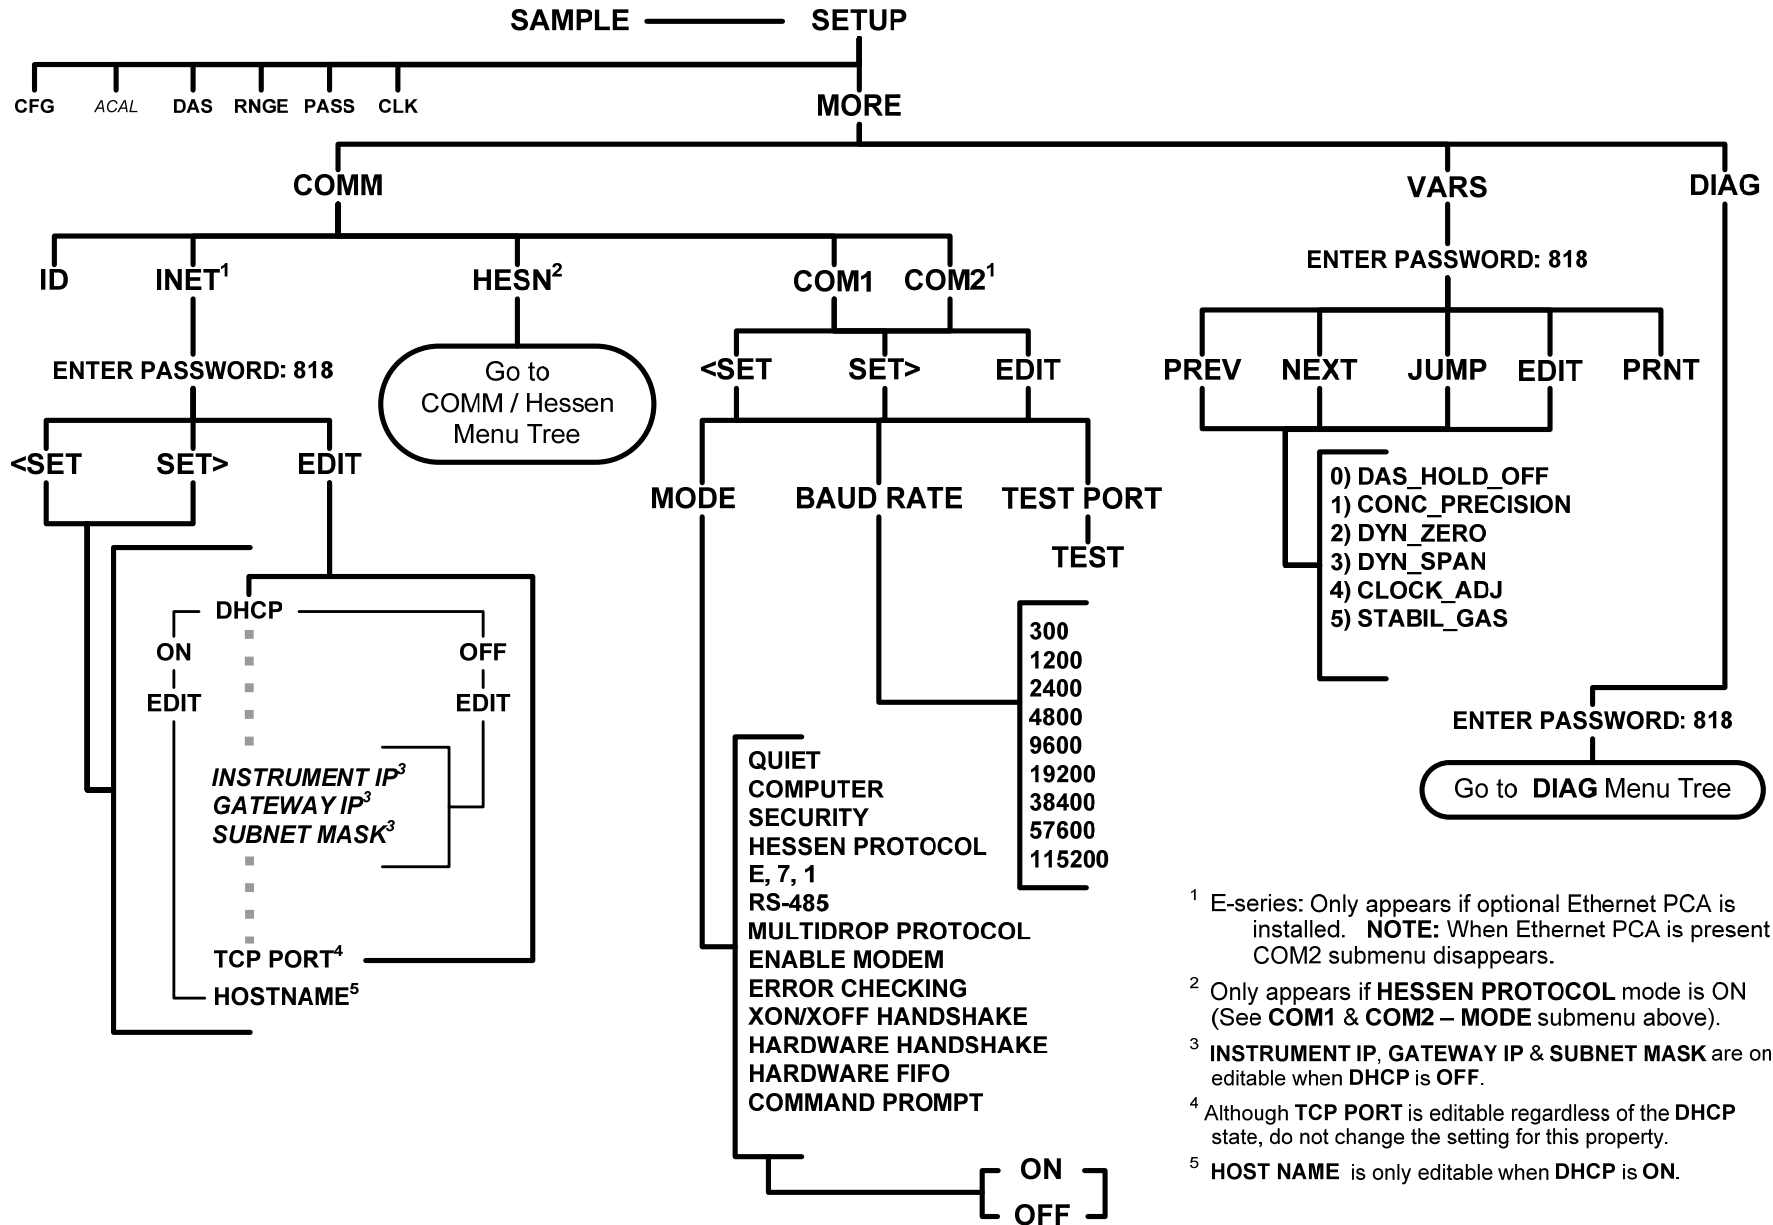 SAMPLE SETUP
CFG ACAL DAS RNGE PASS CLK MORE
COMM VARS DIAG
ID INET1 HESN2 COM1 COM21
ENTER PASSWORD: 818
ENTER PASSWORD: 818
Go to
COMM / Hessen
Menu Tree
<SET SET> EDIT
<SET SET> EDIT
PREV NEXT JUMP EDIT PRNT
MODE BAUD RATE TEST PORT
TEST
0) DAS_HOLD_OFF
1) CONC_PRECISION
2) DYN_ZERO
3) DYN_SPAN
4) CLOCK_ADJ
5) STABIL_GAS
DHCP
ON OFF
EDIT EDIT
INSTRUMENT IP3
GATEWAY IP3
SUBNET MASK3
TCP PORT4
HOSTNAME5
300
1200
2400
4800
9600
19200
38400
57600
115200
QUIET
COMPUTER
SECURITY
HESSEN PROTOCOL
E, 7, 1
RS-485
MULTIDROP PROTOCOL
ENABLE MODEM
ERROR CHECKING
XON/XOFF HANDSHAKE
HARDWARE HANDSHAKE
HARDWARE FIFO
COMMAND PROMPT
ON
OFF
ENTER PASSWORD: 818
Go to DIAG Menu Tree
1 E-series: Only appears if optional Ethernet PCA is
installed. NOTE: When Ethernet PCA is present
COM2 submenu disappears.
2 Only appears if HESSEN PROTOCOL mode is ON
(See COM1 & COM2 – MODE submenu above).
3 INSTRUMENT IP, GATEWAY IP & SUBNET MASK are on
editable when DHCP is OFF.
4 Although TCP PORT is editable regardless of the DHCP
state, do not change the setting for this property.
5 HOST NAME is only editable when DHCP is ON.